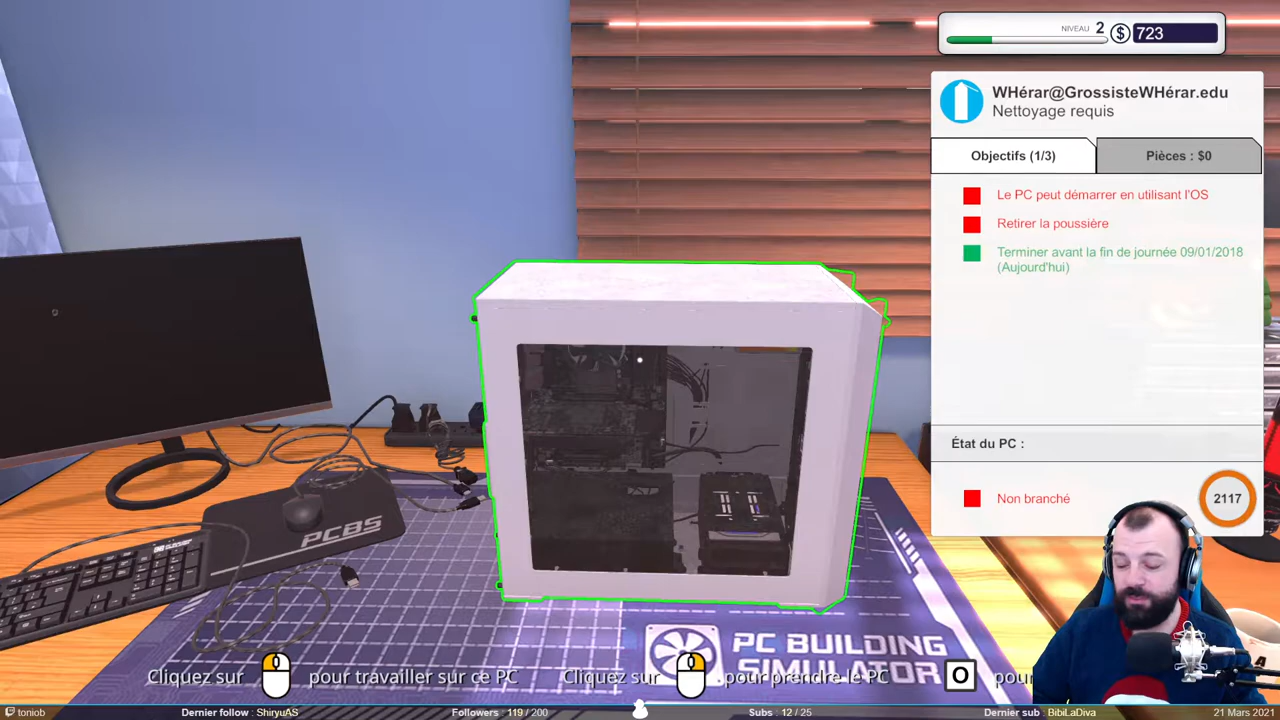 NIVEAU 2 $ 723
WHérar@GrossisteWHérar.edu
Nettoyage requis
Objectifs (1/3) Pièces : $0
Le PC peut démarrer en utilisant l'OS
Retirer la poussière
Terminer avant la fin de journée 09/01/2018
(Aujourd'hui)
État du PC :
Non branché 2117
PCBS
PC BUILDING
SIMULATOR
Cliquez sur pour travailler sur ce PC Cliquez sur pour prendre le PC O pour
toniob Dernier follow : ShiryuAS Followers : 119 / 200 Subs : 12 / 25 Dernier sub : BibiLaDiva 21 Mars 2021